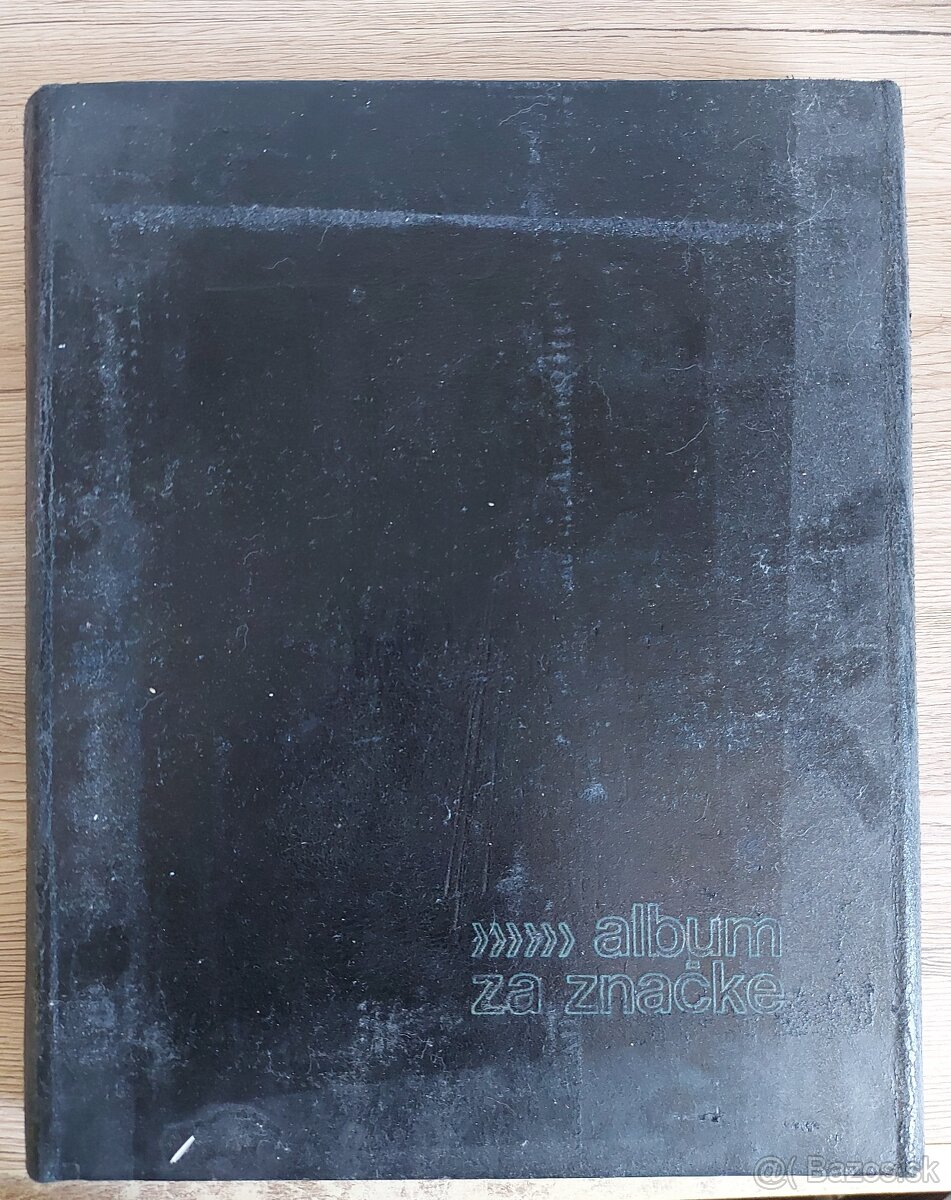 »»»» album
za značke
@( Bazos.sk